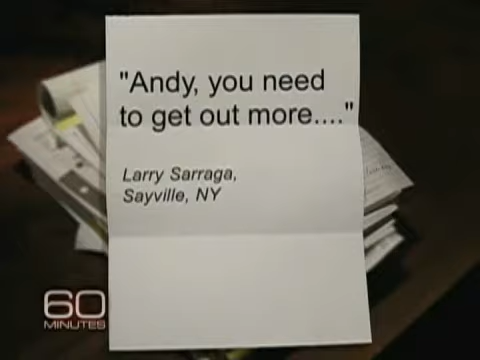 "Andy, you need
to get out more...."
Larry Sarraga,
Sayville, NY
60
MINUTES